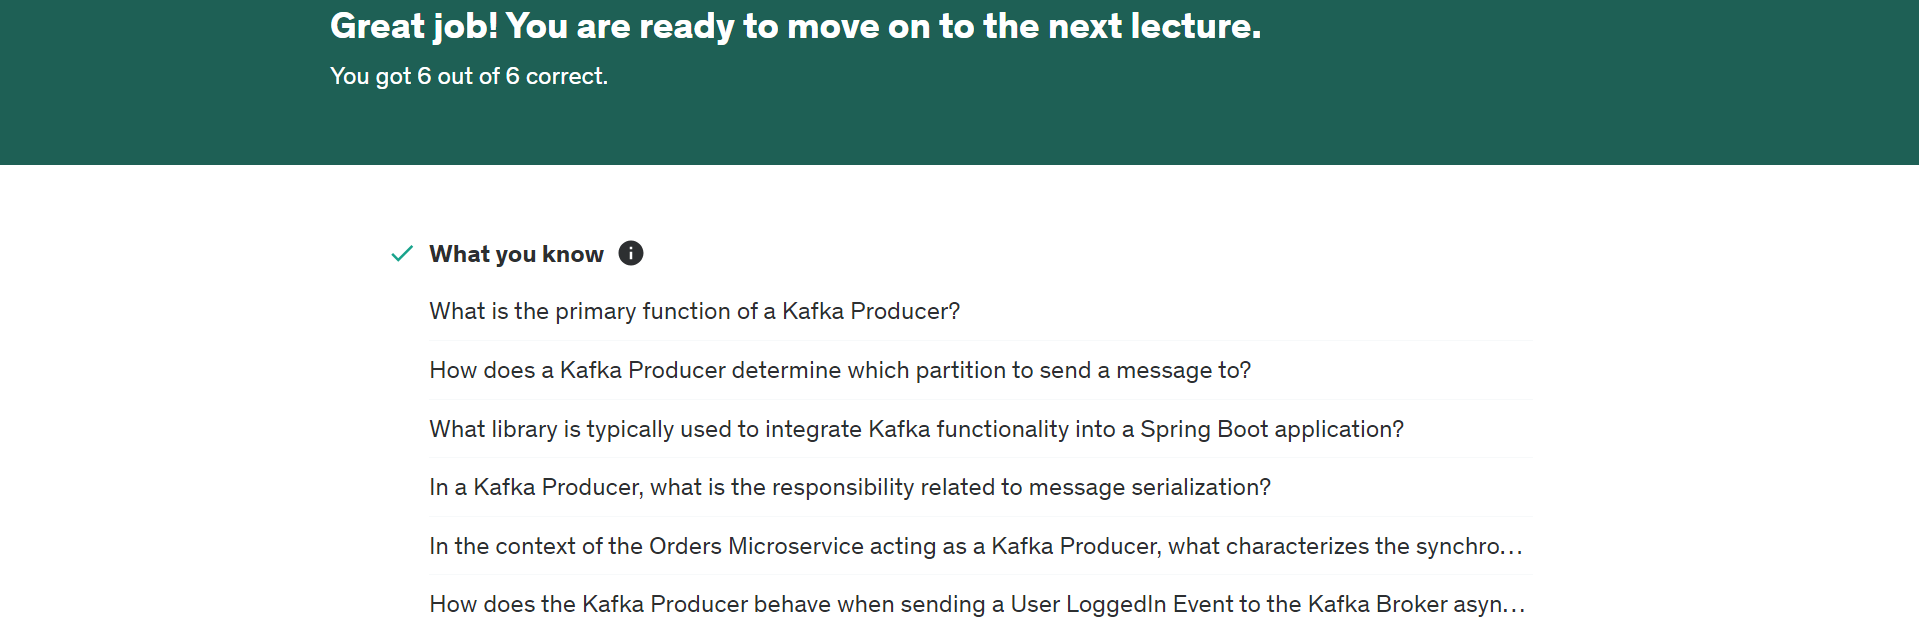 Great job! You are ready to move on to the next lecture.
You got 6 out of 6 correct.
What you know
What is the primary function of a Kafka Producer?
How does a Kafka Producer determine which partition to send a message to?
What library is typically used to integrate Kafka functionality into a Spring Boot application?
In a Kafka Producer, what is the responsibility related to message serialization?
In the context of the Orders Microservice acting as a Kafka Producer, what characterizes the synchro…
How does the Kafka Producer behave when sending a User LoggedIn Event to the Kafka Broker asyn…